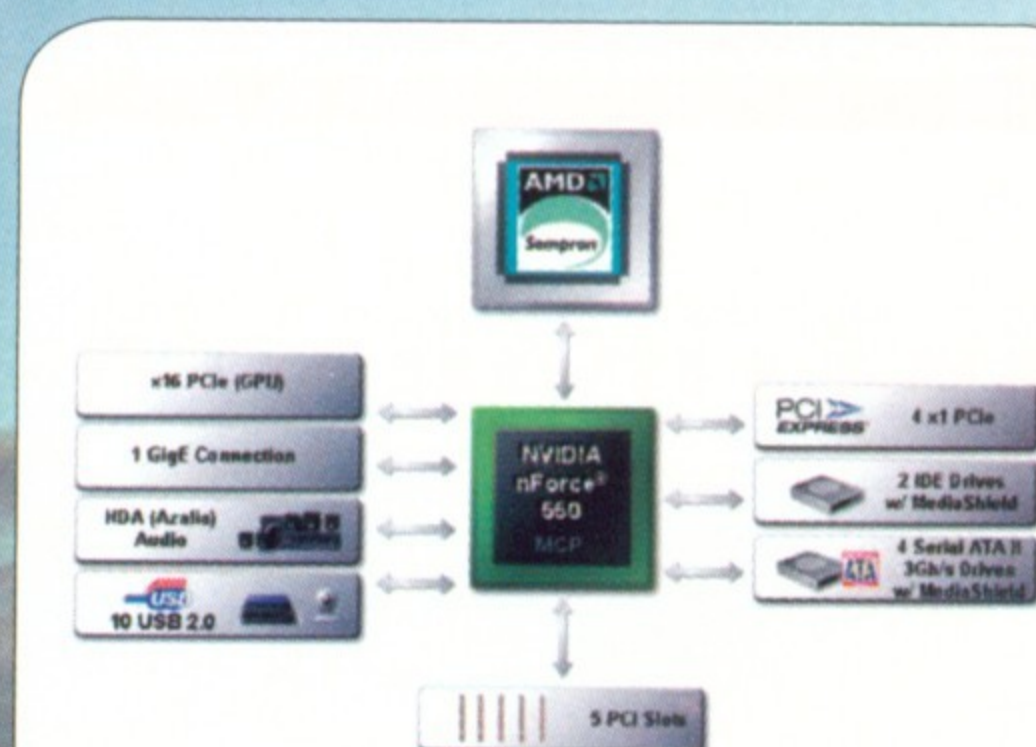 AMD
Sempron
x16 PCIe (GPU)
1 GigE Connection
HDA (Azalia)
Audio
USB
10 USB 2.0
NVIDIA
nForce®
550
MCP
PCI
EXPRESS
4 x1 PCIe
2 IDE Drives
w/ MediaShield
4 Serial ATA II
3Gb/s Drives
w/ MediaShield
ATA
5 PCI Slots